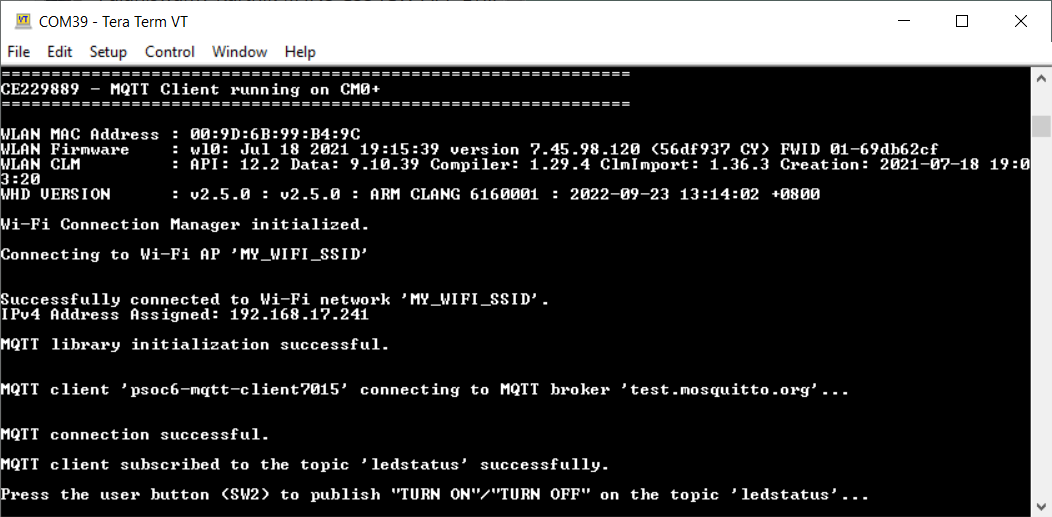 COM39 - Tera Term VT
File Edit Setup Control Window Help
===============================================================
CE229889 - MQTT Client running on CM0+
===============================================================
WLAN MAC Address : 00:9D:6B:99:B4:9C
WLAN Firmware : wl0: Jul 18 2021 19:15:39 version 7.45.98.120 (56df937 CY) FWID 01-69db62cf
WLAN CLM : API: 12.2 Data: 9.10.39 Compiler: 1.29.4 ClmImport: 1.36.3 Creation: 2021-07-18 19:0
3:20
WHD VERSION : v2.5.0 : v2.5.0 : ARM CLANG 6160001 : 2022-09-23 13:14:02 +0800
Wi-Fi Connection Manager initialized.
Connecting to Wi-Fi AP 'MY_WIFI_SSID'
Successfully connected to Wi-Fi network 'MY_WIFI_SSID'.
IPv4 Address Assigned: 192.168.17.241
MQTT library initialization successful.
MQTT client 'psoc6-mqtt-client7015' connecting to MQTT broker 'test.mosquitto.org'...
MQTT connection successful.
MQTT client subscribed to the topic 'ledstatus' successfully.
Press the user button (SW2) to publish "TURN ON"/"TURN OFF" on the topic 'ledstatus'...